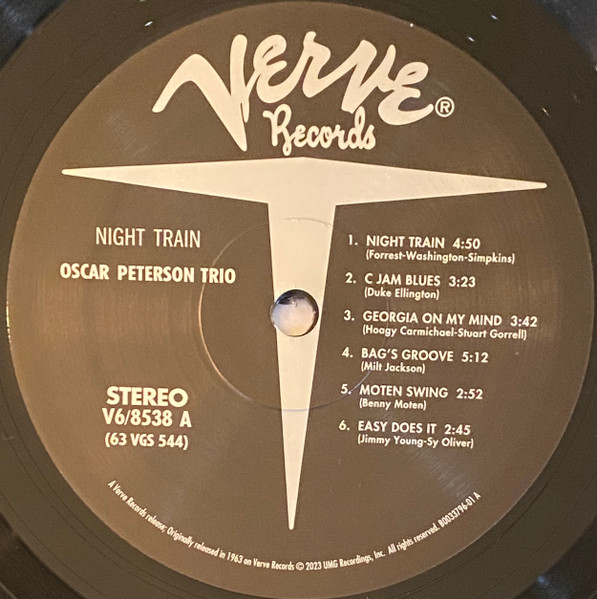 VERVE®
Records
NIGHT TRAIN
OSCAR PETERSON TRIO
1. NIGHT TRAIN 4:50
(Forrest-Washington-Simpkins)
2. C JAM BLUES 3:23
(Duke Ellington)
3. GEORGIA ON MY MIND 3:42
(Hoagy Carmichael-Stuart Gorrell)
4. BAG'S GROOVE 5:12
(Milt Jackson)
5. MOTEN SWING 2:52
(Benny Moten)
6. EASY DOES IT 2:45
(Jimmy Young-Sy Oliver)
STEREO
V6/8538 A
(63 VGS 544)
A Verve Records release; Originally released in 1963 on Verve Records © 2023 UMG Recordings, Inc. All rights reserved. B0033796-01 A